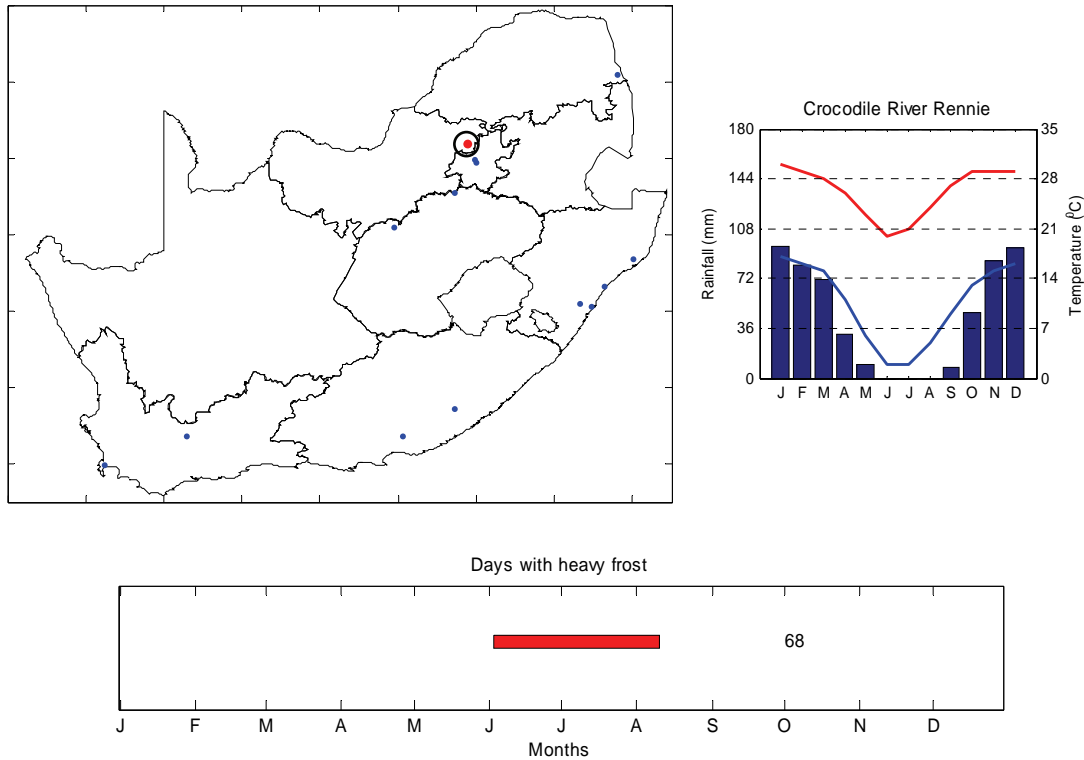 Crocodile River Rennie
180 35
144 28
108 21
72 14
36 7
0 0
Rainfall (mm)
Temperature (⁰C)
J F M A M J J A S O N D
Days with heavy frost
68
J F M A M J J A S O N D
Months